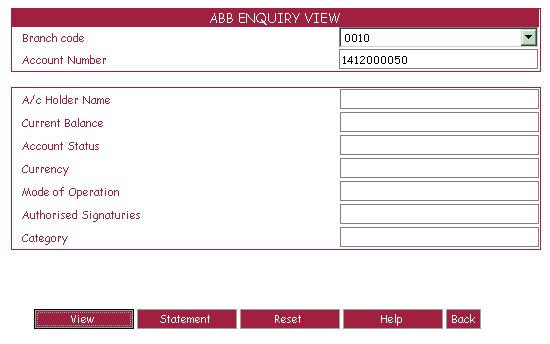 ABB ENQUIRY VIEW
Branch code 0010
Account Number 1412000050
A/c Holder Name
Current Balance
Account Status
Currency
Mode of Operation
Authorised Signaturies
Category
View Statement Reset Help Back